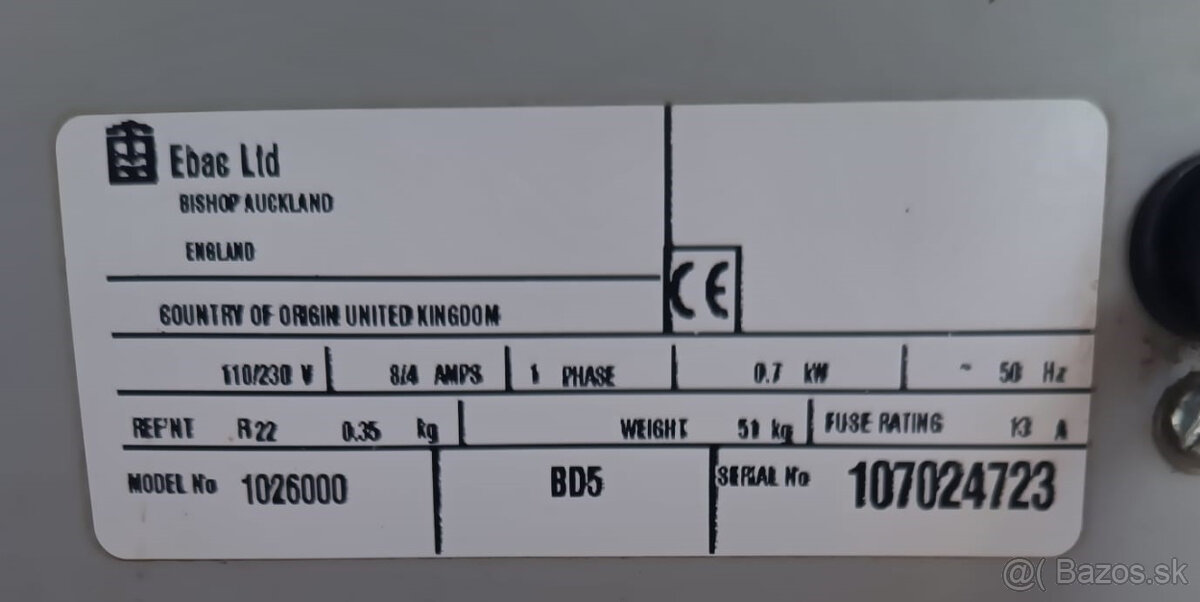 Ebac Ltd
BISHOP AUCKLAND
ENGLAND
CE
COUNTRY OF ORIGIN UNITED KINGDOM
110/230 V 8/4 AMPS 1 PHASE 0.7 kW ~ 50 Hz
REF'NT R22 0.35 kg WEIGHT 51 kg FUSE RATING 13 A
MODEL No 1026000 BD5 SERIAL No 107024723
@( Bazos.sk